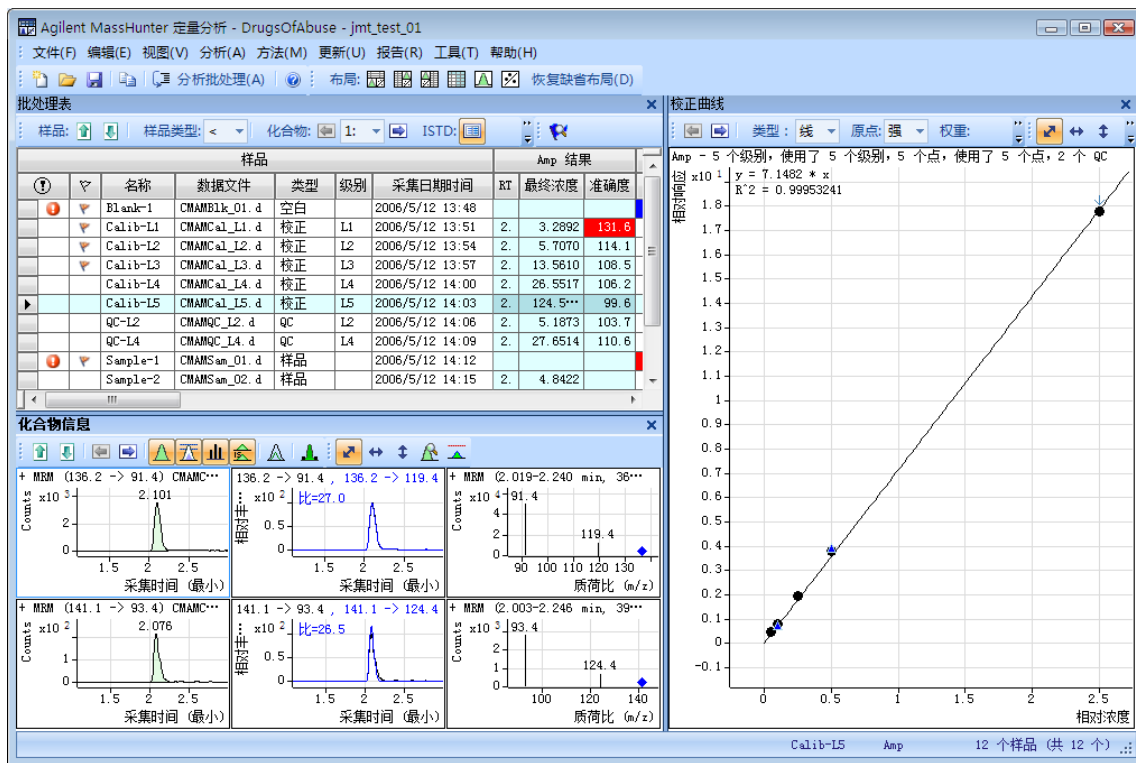 Agilent MassHunter 定量分析 - DrugsOfAbuse - jmt_test_01
文件(F) 编辑(E) 视图(V) 分析(A) 方法(M) 更新(U) 报告(R) 工具(T) 帮助(H)
分析批处理(A) 布局: 恢复缺省布局(D)
批处理表
样品: 样品类型: < 化合物: 1: ISTD:
样品 Amp 结果
名称 数据文件 类型 级别 采集日期时间 RT 最终浓度 准确度
Blank-1 CMAMBlk_01.d 空白 2006/5/12 13:48
Calib-L1 CMAMCal_L1.d 校正 L1 2006/5/12 13:51 2. 3.2892 131.6
Calib-L2 CMAMCal_L2.d 校正 L2 2006/5/12 13:54 2. 5.7070 114.1
Calib-L3 CMAMCal_L3.d 校正 L3 2006/5/12 13:57 2. 13.5610 108.5
Calib-L4 CMAMCal_L4.d 校正 L4 2006/5/12 14:00 2. 26.5517 106.2
Calib-L5 CMAMCal_L5.d 校正 L5 2006/5/12 14:03 2. 124.5… 99.6
QC-L2 CMAMQC_L2.d QC L2 2006/5/12 14:06 2. 5.1873 103.7
QC-L4 CMAMQC_L4.d QC L4 2006/5/12 14:09 2. 27.6514 110.6
Sample-1 CMAMSam_01.d 样品 2006/5/12 14:12
Sample-2 CMAMSam_02.d 样品 2006/5/12 14:15 2. 4.8422
化合物信息
+ MRM (136.2 -> 91.4) CMAMC…
Counts
x10 3
2.101
2
0
1.5 2 2.5
采集时间 (最小)
136.2 -> 91.4 , 136.2 -> 119.4
相对丰…
x10 2
比=27.0
0.5
0
1.5 2 2.5
采集时间 (最小)
+ MRM (2.019-2.240 min, 36…
Counts
x10 4
91.4
119.4
4
2
0
90 100 110 120 130
质荷比 (m/z)
+ MRM (141.1 -> 93.4) CMAMC…
Counts
x10 2
2.076
1
0
1.5 2 2.5
采集时间 (最小)
141.1 -> 93.4 , 141.1 -> 124.4
相对丰…
x10 2
比=26.5
0.5
0
1.5 2 2.5
采集时间 (最小)
+ MRM (2.003-2.246 min, 39…
Counts
x10 3
93.4
124.4
2
1
0
100 120 140
质荷比 (m/z)
校正曲线
类型: 线 原点: 强 权重:
Amp - 5 个级别, 使用了 5 个级别, 5 个点, 使用了 5 个点, 2 个 QC
相对响应
x10 1
y = 7.1482 * x
R^2 = 0.99953241
1.8
1.7
1.6
1.5
1.4
1.3
1.2
1.1
1
0.9
0.8
0.7
0.6
0.5
0.4
0.3
0.2
0.1
0
-0.1
0 0.5 1 1.5 2 2.5
相对浓度
Calib-L5 Amp 12 个样品 (共 12 个)